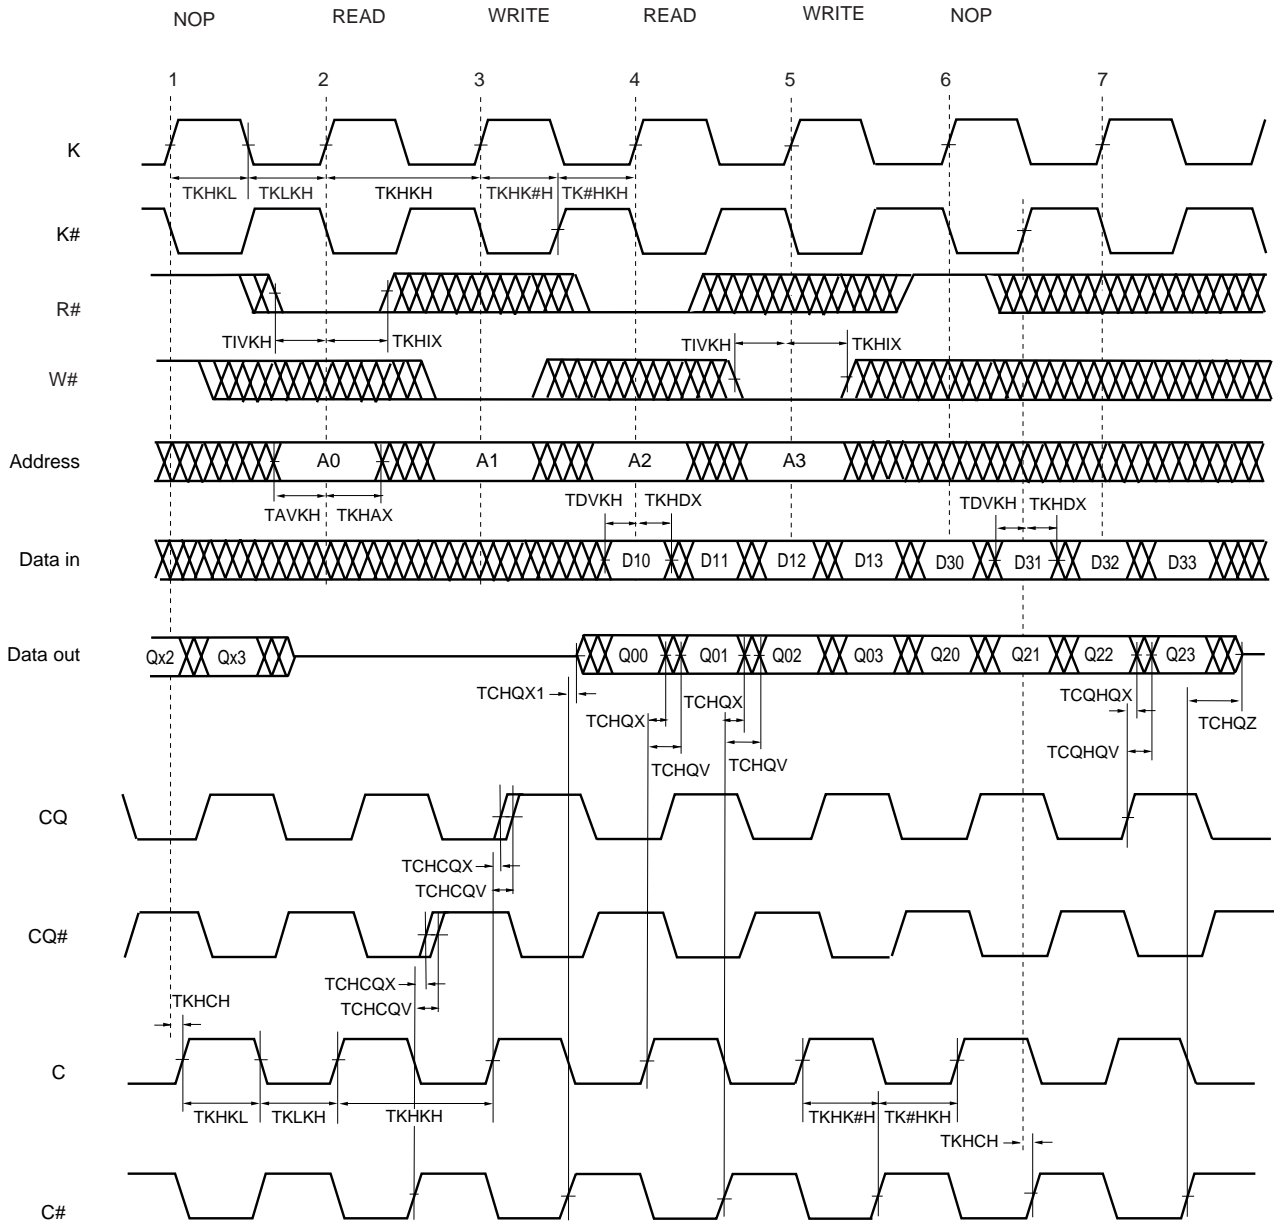 NOP READ WRITE READ WRITE NOP
1 2 3 4 5 6 7
K
TKHKL TKLKH TKHKH TKHK#H TK#HKH
K#
R#
TIVKH TKHIX TIVKH TKHIX
W#
Address A0 A1 A2 A3
TAVKH TKHAX TDVKH TKHDX TDVKH TKHDX
Data in D10 D11 D12 D13 D30 D31 D32 D33
Data out Qx2 Qx3 Q00 Q01 Q02 Q03 Q20 Q21 Q22 Q23
TCHQX1 TCHQX TCHQX TCQHQX TCHQZ
TCHQV TCHQV TCQHQV
CQ
TCHCQX
TCHCQV
CQ#
TCHCQX
TCHCQV
TKHCH
C
TKHKL TKLKH TKHKH TKHK#H TK#HKH
TKHCH
C#